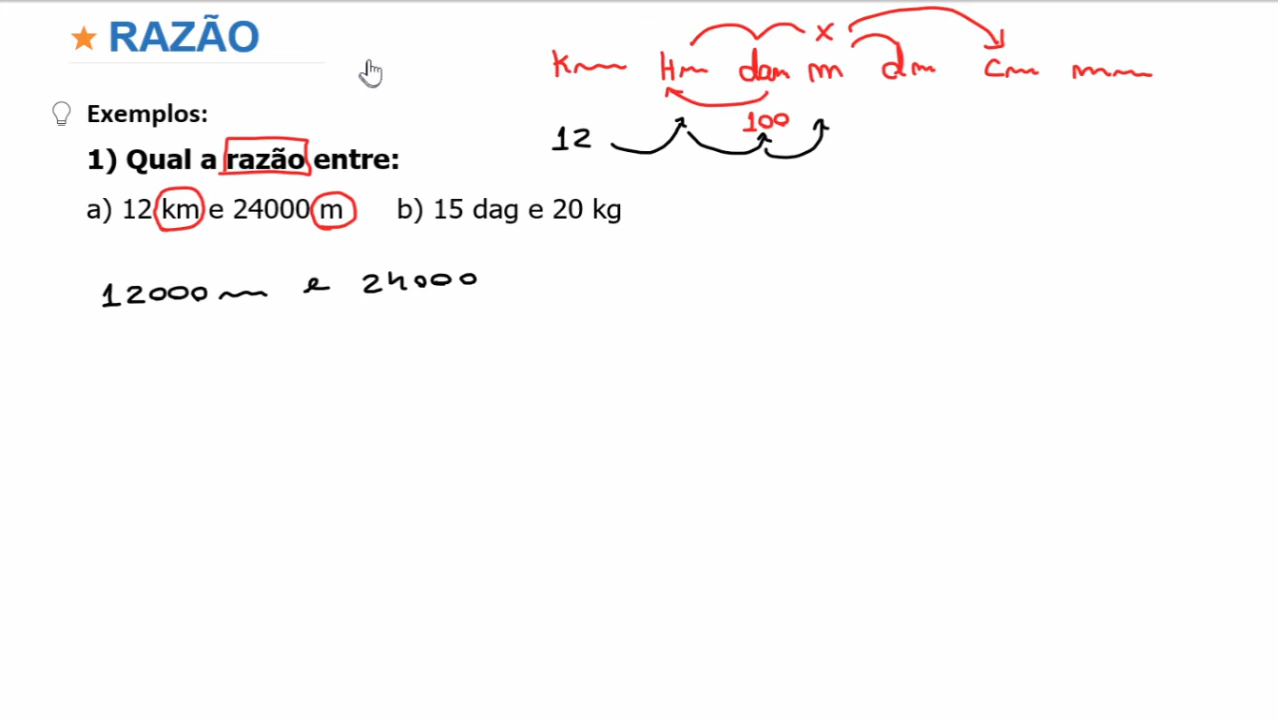 RAZÃO
x
Km Hm dam m dm cm mm
Exemplos:
100
12
1) Qual a razão entre:
a) 12 km e 24000 m b) 15 dag e 20 kg
12000m e 24000